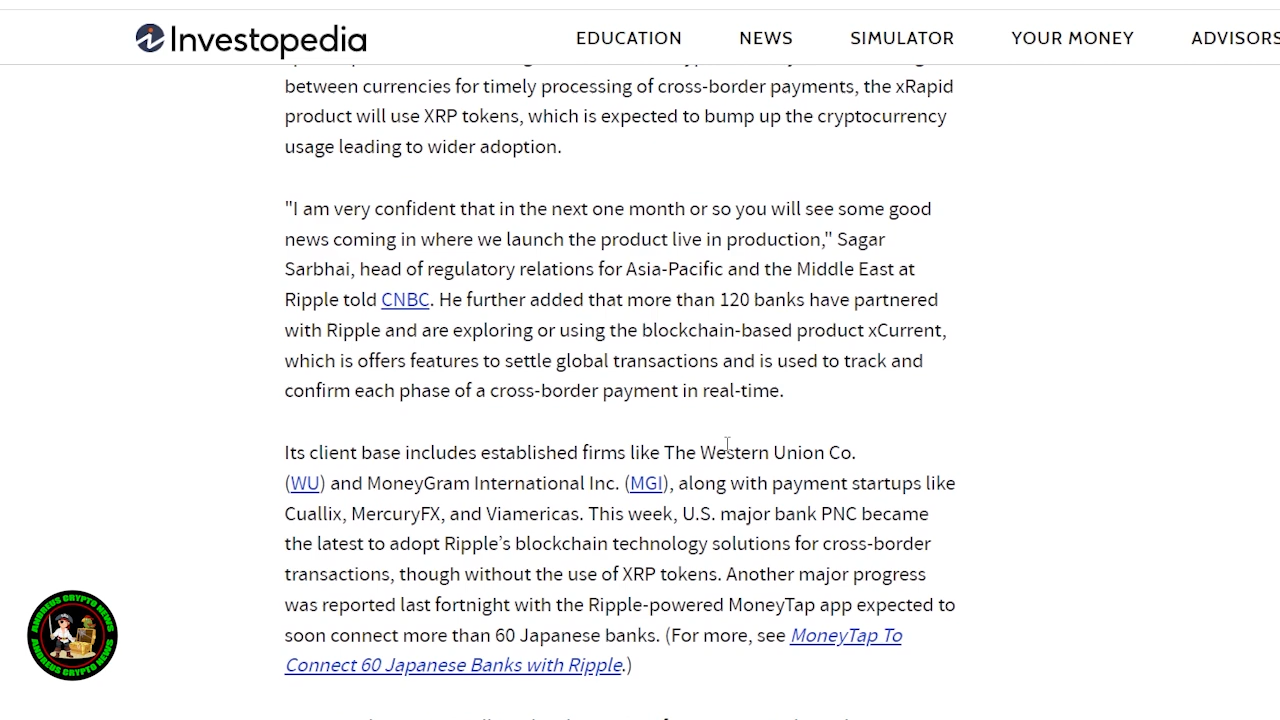 Investopedia
EDUCATION NEWS SIMULATOR YOUR MONEY ADVISORS
between currencies for timely processing of cross-border payments, the xRapid
product will use XRP tokens, which is expected to bump up the cryptocurrency
usage leading to wider adoption.
"I am very confident that in the next one month or so you will see some good
news coming in where we launch the product live in production," Sagar
Sarbhai, head of regulatory relations for Asia-Pacific and the Middle East at
Ripple told CNBC. He further added that more than 120 banks have partnered
with Ripple and are exploring or using the blockchain-based product xCurrent,
which is offers features to settle global transactions and is used to track and
confirm each phase of a cross-border payment in real-time.
Its client base includes established firms like The Western Union Co.
(WU) and MoneyGram International Inc. (MGI), along with payment startups like
Cuallix, MercuryFX, and Viamericas. This week, U.S. major bank PNC became
the latest to adopt Ripple’s blockchain technology solutions for cross-border
transactions, though without the use of XRP tokens. Another major progress
was reported last fortnight with the Ripple-powered MoneyTap app expected to
soon connect more than 60 Japanese banks. (For more, see MoneyTap To
Connect 60 Japanese Banks with Ripple.)
ANDREUS CRYPTO NEWS
ANDREUS CRYPTO NEWS